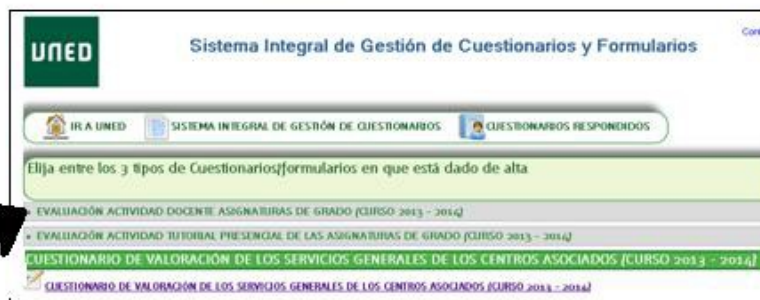 UNED
Sistema Integral de Gestión de Cuestionarios y Formularios
IR A UNED SISTEMA INTEGRAL DE GESTIÓN DE CUESTIONARIOS CUESTIONARIOS RESPONDIDOS
Elija entre los 3 tipos de Cuestionarios/formularios en que está dado de alta
EVALUACIÓN ACTIVIDAD DOCENTE ASIGNATURAS DE GRADO (CURSO 2013 - 2014)
EVALUACIÓN ACTIVIDAD TUTORIAL PRESENCIAL DE LAS ASIGNATURAS DE GRADO (CURSO 2013 - 2014)
CUESTIONARIO DE VALORACIÓN DE LOS SERVICIOS GENERALES DE LOS CENTROS ASOCIADOS (CURSO 2013 - 2014)
CUESTIONARIO DE VALORACIÓN DE LOS SERVICIOS GENERALES DE LOS CENTROS ASOCIADOS (CURSO 2013 - 2014)